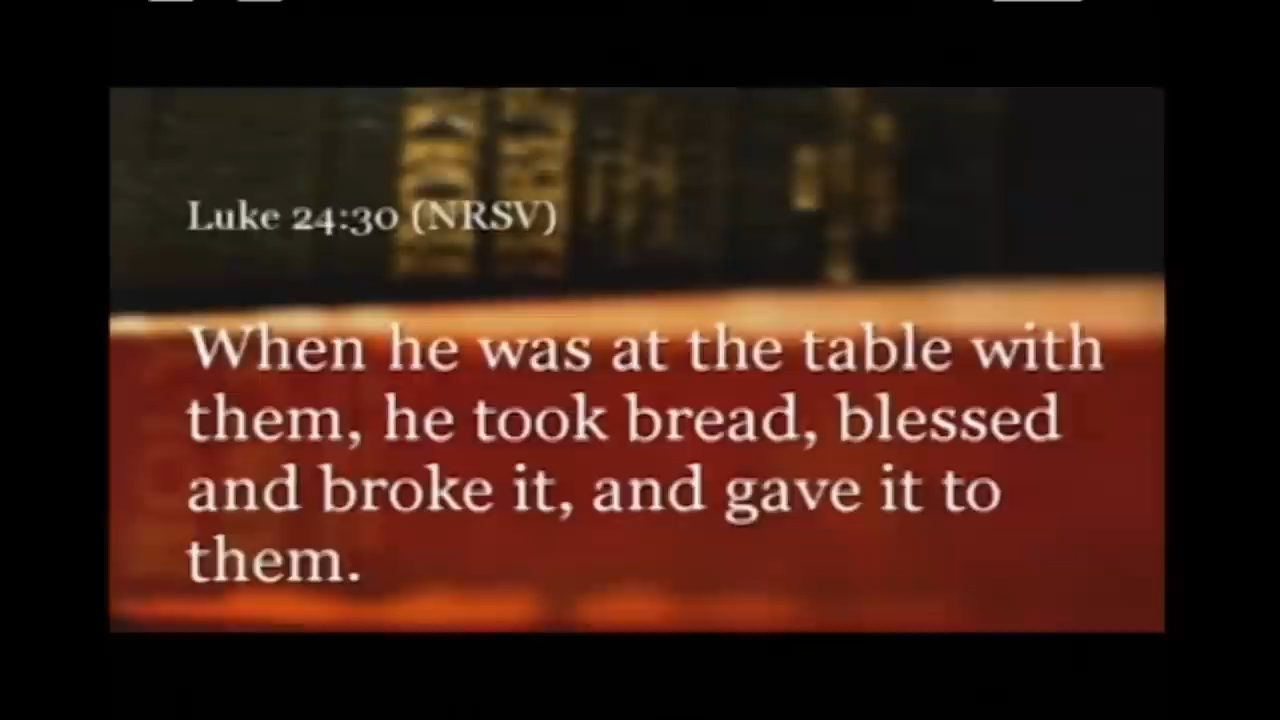 Luke 24:30 (NRSV)
When he was at the table with
them, he took bread, blessed
and broke it, and gave it to
them.